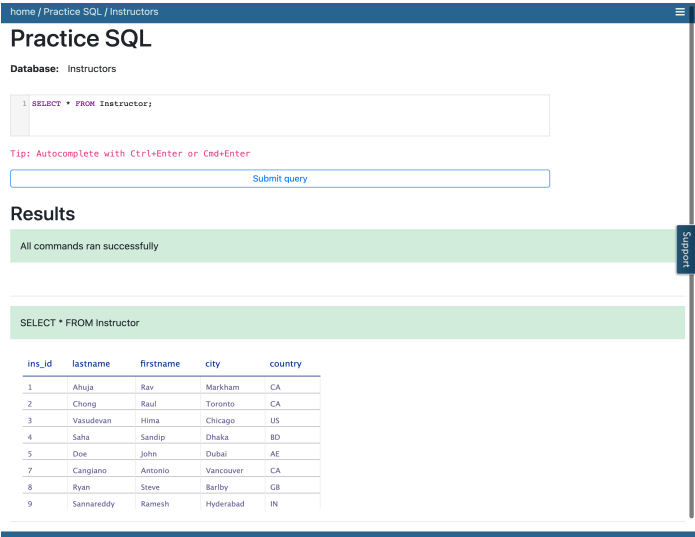 home / Practice SQL / Instructors
Practice SQL
Database: Instructors
1 SELECT * FROM Instructor;
Tip: Autocomplete with Ctrl+Enter or Cmd+Enter
Submit query
Results
All commands ran successfully
Support
SELECT * FROM Instructor
ins_id lastname firstname city country
1 Ahuja Rav Markham CA
2 Chong Raul Toronto CA
3 Vasudevan Hima Chicago US
4 Saha Sandip Dhaka BD
5 Doe John Dubai AE
7 Cangiano Antonio Vancouver CA
8 Ryan Steve Barlby GB
9 Sannareddy Ramesh Hyderabad IN